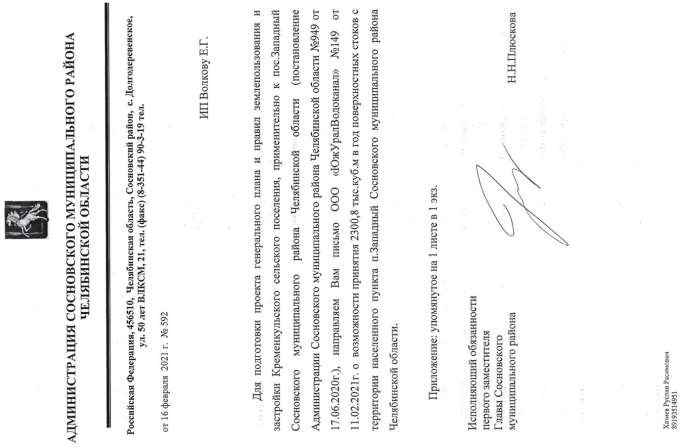 АДМИНИСТРАЦИЯ СОСНОВСКОГО МУНИЦИПАЛЬНОГО РАЙОНА
ЧЕЛЯБИНСКОЙ ОБЛАСТИ
Российская Федерация, 456510, Челябинская область, Сосновский район, с. Долгодеревенское,
ул. 50 лет ВЛКСМ, 21, тел. (факс) (8-351-44) 90-3-19 тел.
от 16 февраля 2021 г. № 592
ИП Волкову Е.Г.
Для подготовки проекта генерального плана и правил землепользования и
застройки Кременкульского сельского поселения, применительно к пос.Западный
Сосновского муниципального района Челябинской области (постановление
Администрации Сосновского муниципального района Челябинской области №949 от
17.06.2020г.), направляем Вам письмо ООО «ЮжУралВодоканал» №149 от
11.02.2021г. о возможности принятия 2300,8 тыс.куб.м в год поверхностных стоков с
территории населенного пункта п.Западный Сосновского муниципального района
Челябинской области.
Приложение: упомянутое на 1 листе в 1 экз.
Исполняющий обязанности
первого заместителя
Главы Сосновского
муниципального района
Н.Н.Плюскова
Хазиев Руслан Расимович
89193514951